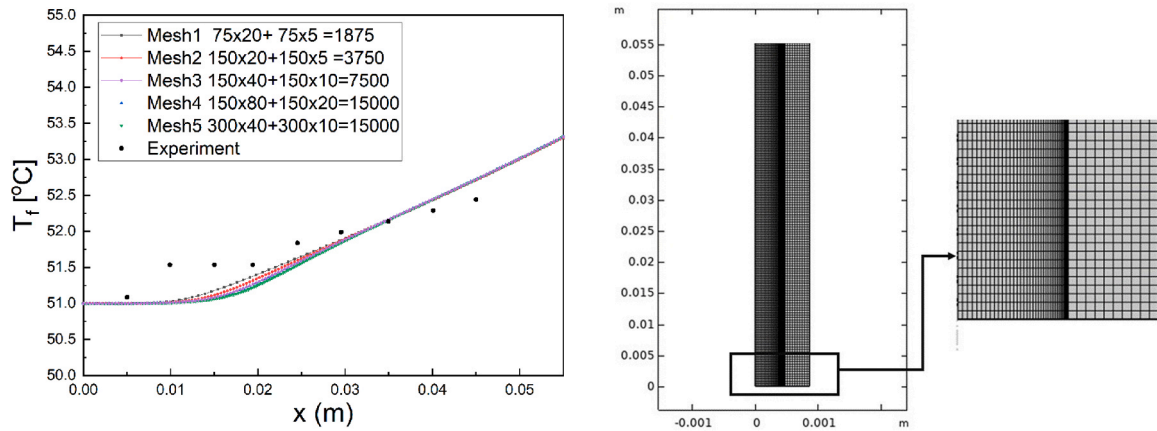 55.0
54.5
54.0
53.5
53.0
52.5
52.0
51.5
51.0
50.5
50.0
T_f [°C]
Mesh1 75x20+ 75x5 =1875
Mesh2 150x20+150x5 =3750
Mesh3 150x40+150x10=7500
Mesh4 150x80+150x20=15000
Mesh5 300x40+300x10=15000
Experiment
0.00 0.01 0.02 0.03 0.04 0.05
x (m)
m
0.055
0.05
0.045
0.04
0.035
0.03
0.025
0.02
0.015
0.01
0.005
0
-0.001 0 0.001
m